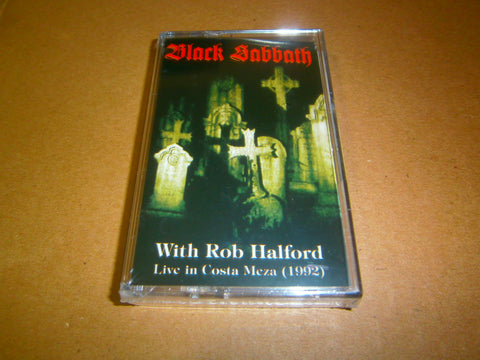 Black Sabbath
With Rob Halford
Live in Costa Meza (1992)